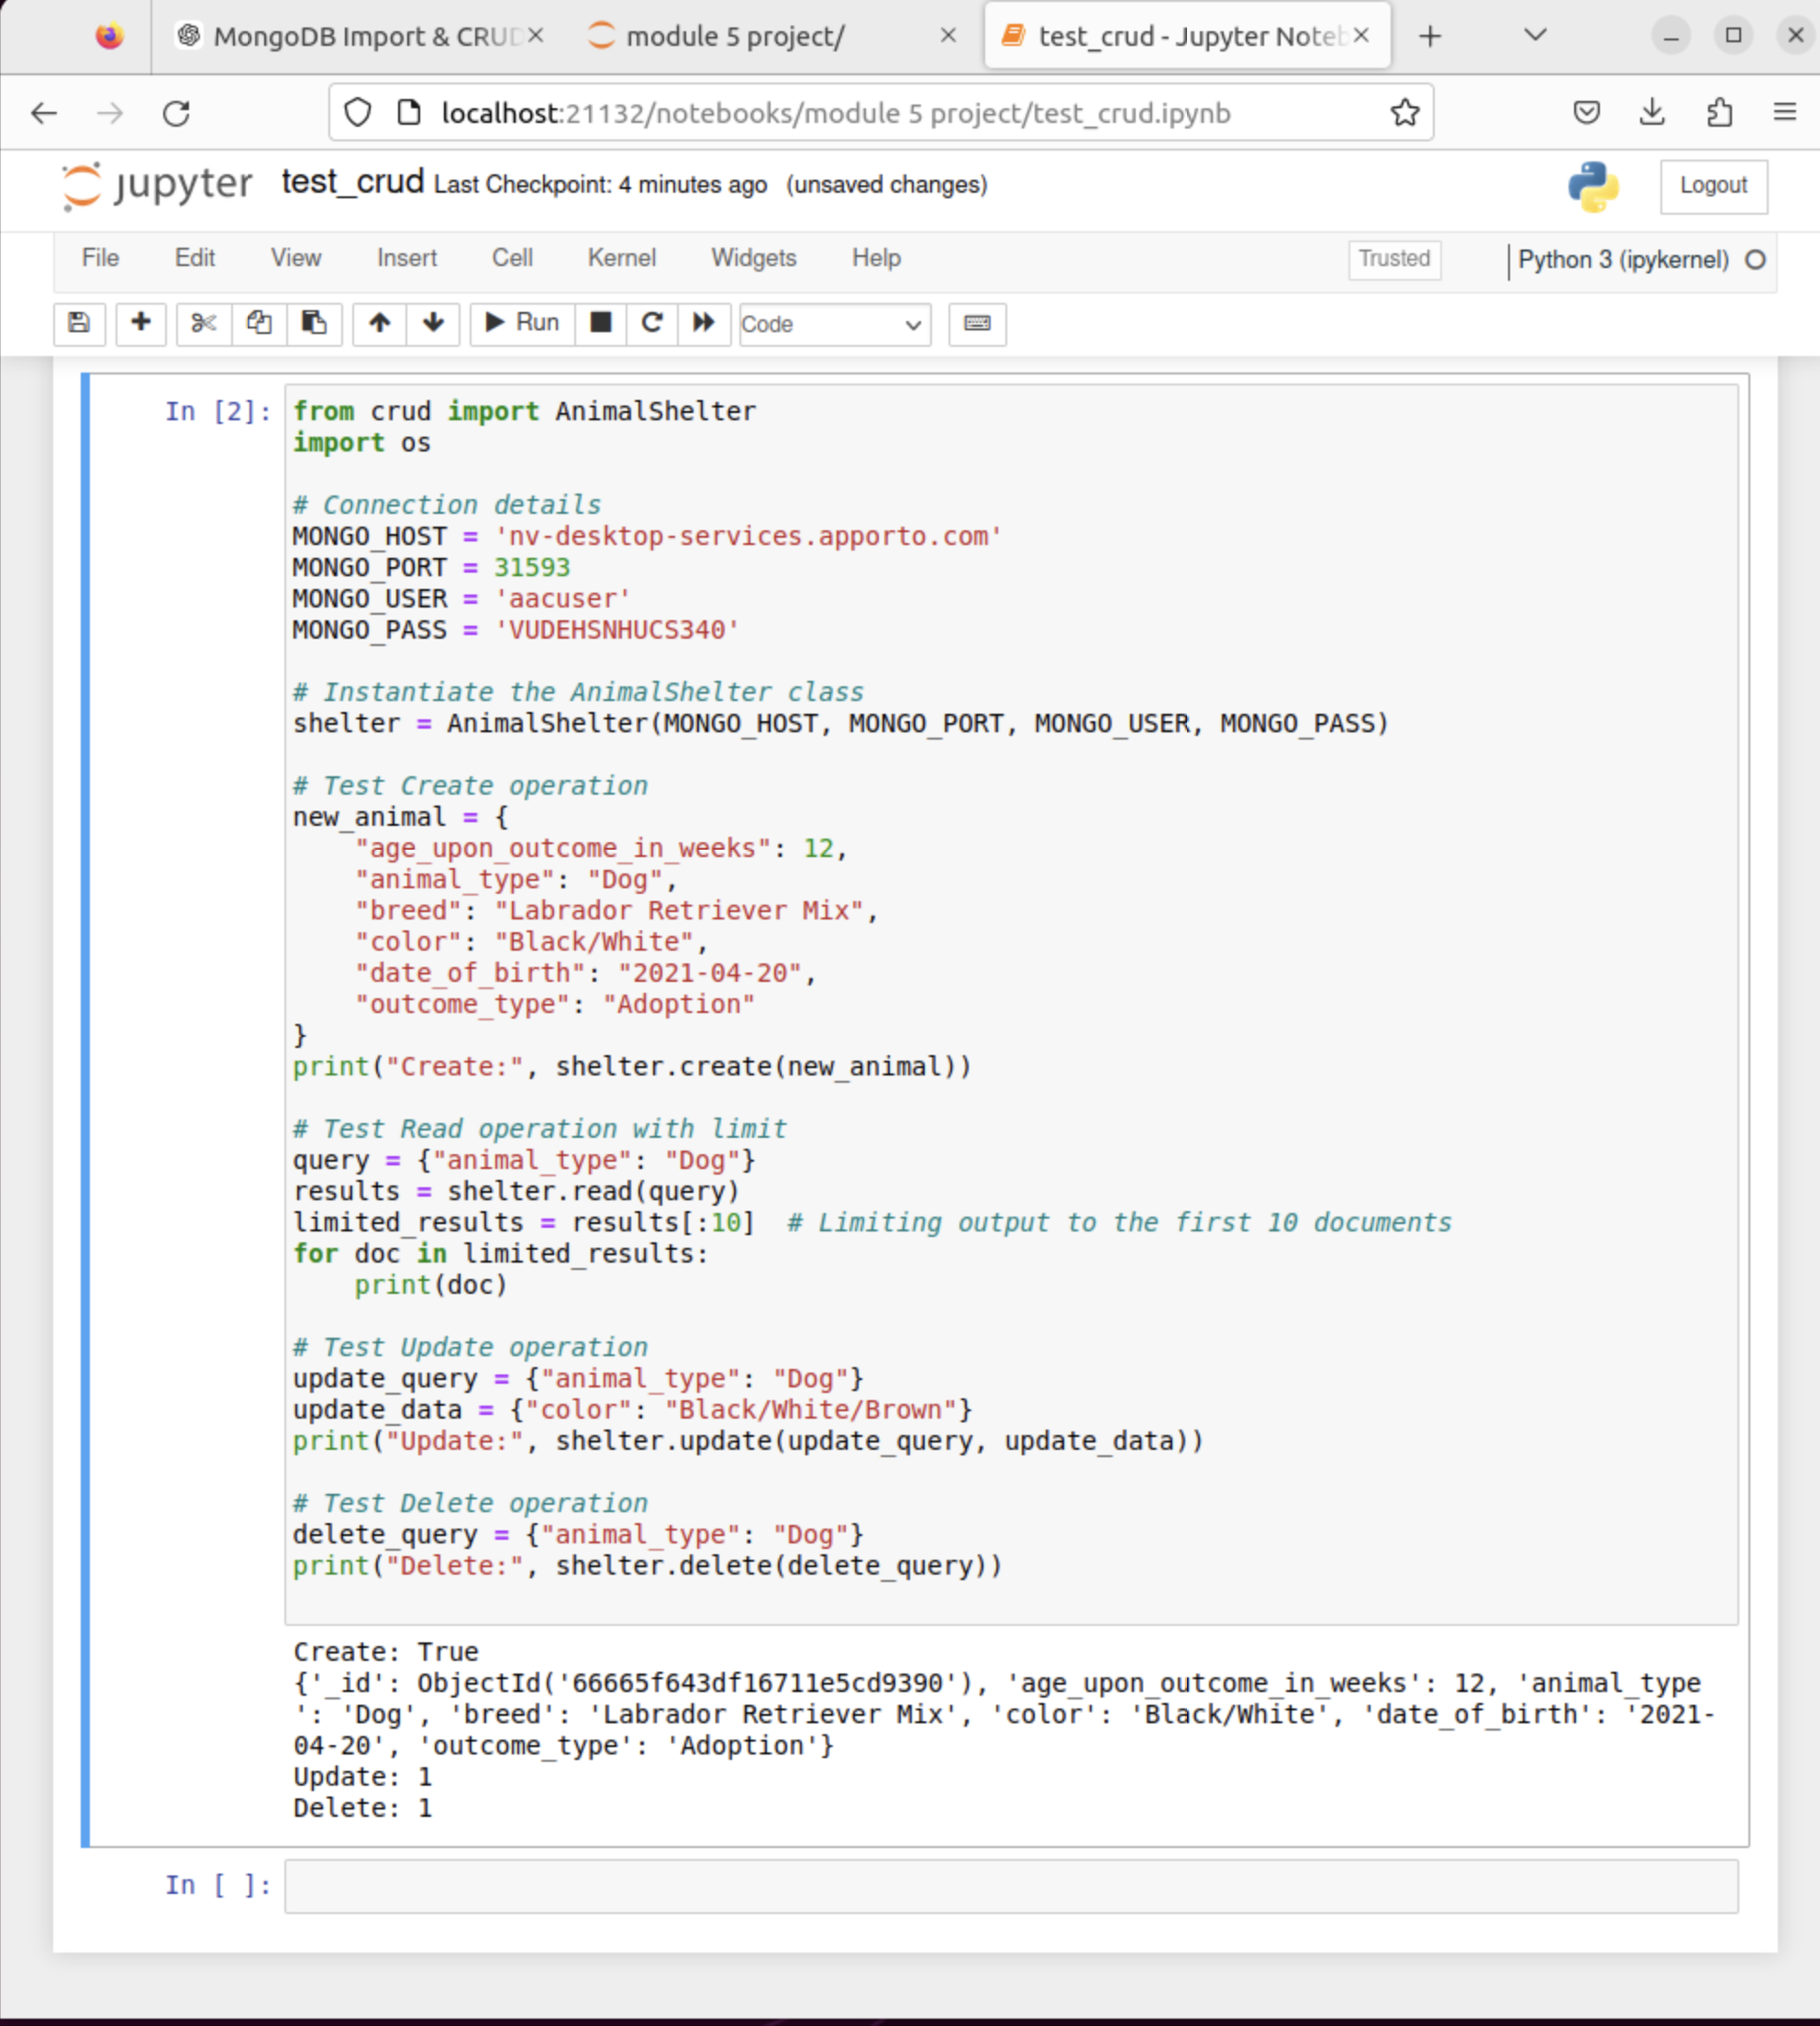 MongoDB Import & CRUD
module 5 project/
test_crud - Jupyter Noteb
localhost:21132/notebooks/module 5 project/test_crud.ipynb
jupyter test_crud Last Checkpoint: 4 minutes ago (unsaved changes)
Logout
File Edit View Insert Cell Kernel Widgets Help
Trusted
Python 3 (ipykernel)
Run
Code
In [2]:
from crud import AnimalShelter
import os

# Connection details
MONGO_HOST = 'nv-desktop-services.apporto.com'
MONGO_PORT = 31593
MONGO_USER = 'aacuser'
MONGO_PASS = 'VUDEHSNHUCS340'

# Instantiate the AnimalShelter class
shelter = AnimalShelter(MONGO_HOST, MONGO_PORT, MONGO_USER, MONGO_PASS)

# Test Create operation
new_animal = {
    "age_upon_outcome_in_weeks": 12,
    "animal_type": "Dog",
    "breed": "Labrador Retriever Mix",
    "color": "Black/White",
    "date_of_birth": "2021-04-20",
    "outcome_type": "Adoption"
}
print("Create:", shelter.create(new_animal))

# Test Read operation with limit
query = {"animal_type": "Dog"}
results = shelter.read(query)
limited_results = results[:10]  # Limiting output to the first 10 documents
for doc in limited_results:
    print(doc)

# Test Update operation
update_query = {"animal_type": "Dog"}
update_data = {"color": "Black/White/Brown"}
print("Update:", shelter.update(update_query, update_data))

# Test Delete operation
delete_query = {"animal_type": "Dog"}
print("Delete:", shelter.delete(delete_query))

Create: True
{'_id': ObjectId('66665f643df16711e5cd9390'), 'age_upon_outcome_in_weeks': 12, 'animal_type
': 'Dog', 'breed': 'Labrador Retriever Mix', 'color': 'Black/White', 'date_of_birth': '2021-
04-20', 'outcome_type': 'Adoption'}
Update: 1
Delete: 1
In [ ]: